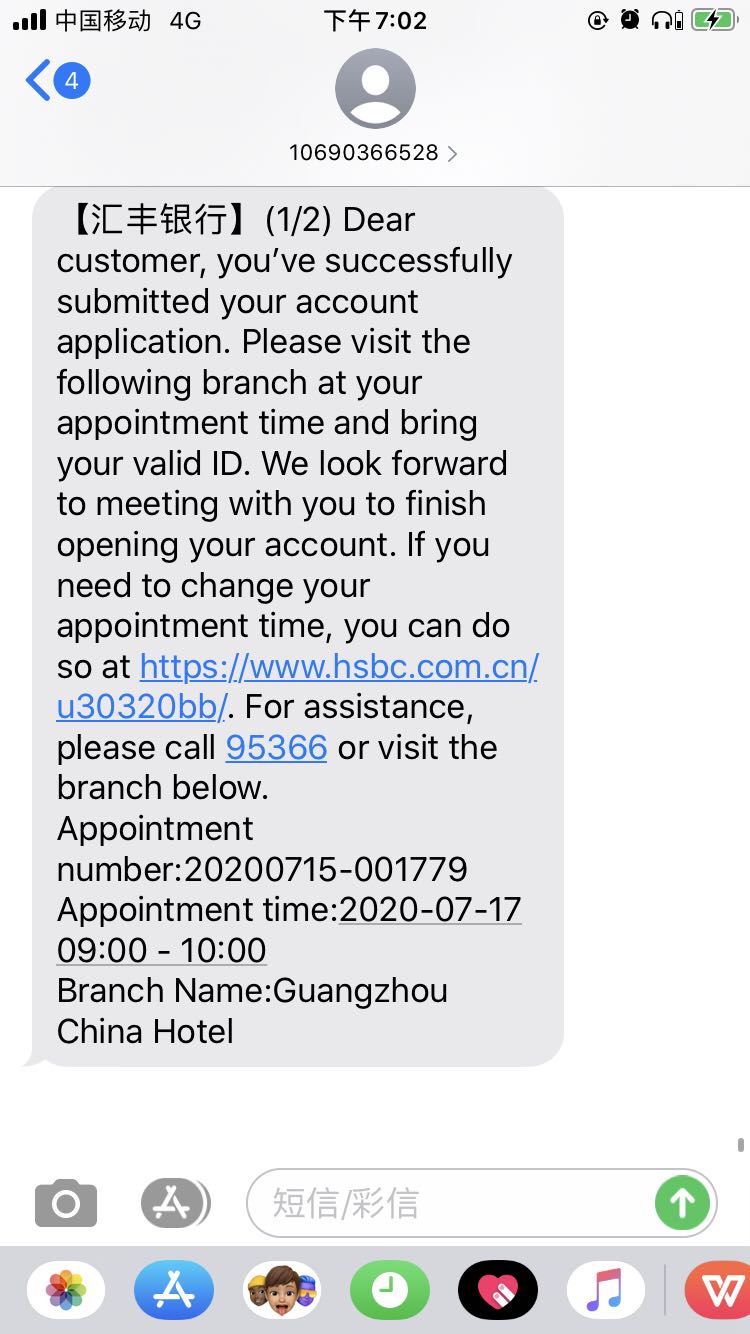 中国移动 4G 下午7:02
4
10690366528
【汇丰银行】(1/2) Dear
customer, you’ve successfully
submitted your account
application. Please visit the
following branch at your
appointment time and bring
your valid ID. We look forward
to meeting with you to finish
opening your account. If you
need to change your
appointment time, you can do
so at https://www.hsbc.com.cn/
u30320bb/. For assistance,
please call 95366 or visit the
branch below.
Appointment
number:20200715-001779
Appointment time:2020-07-17
09:00 - 10:00
Branch Name:Guangzhou
China Hotel
短信/彩信